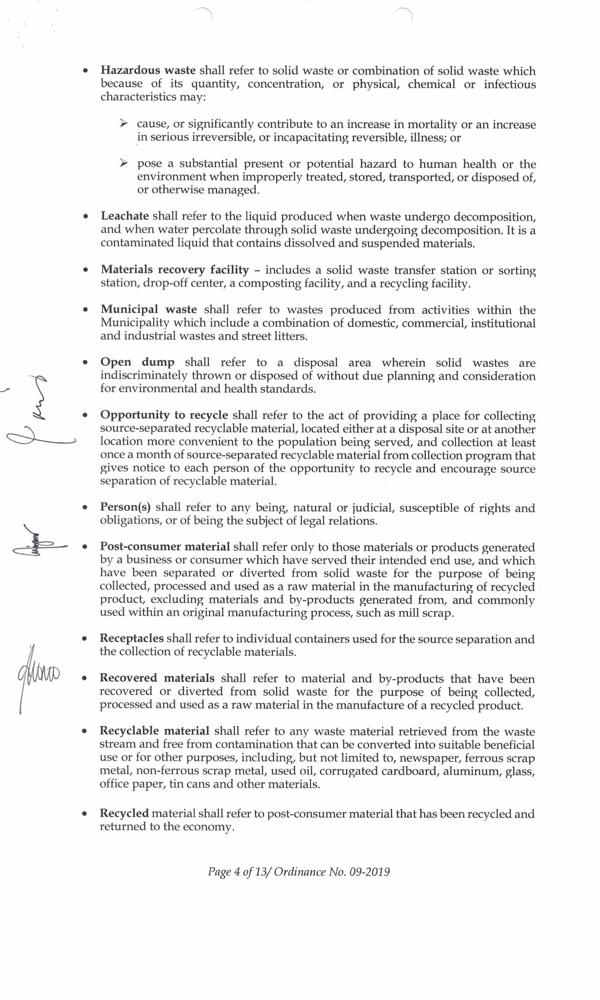 • Hazardous waste shall refer to solid waste or combination of solid waste which
because of its quantity, concentration, or physical, chemical or infectious
characteristics may:
➢ cause, or significantly contribute to an increase in mortality or an increase
in serious irreversible, or incapacitating reversible, illness; or
➢ pose a substantial present or potential hazard to human health or the
environment when improperly treated, stored, transported, or disposed of,
or otherwise managed.
• Leachate shall refer to the liquid produced when waste undergo decomposition,
and when water percolate through solid waste undergoing decomposition. It is a
contaminated liquid that contains dissolved and suspended materials.
• Materials recovery facility – includes a solid waste transfer station or sorting
station, drop-off center, a composting facility, and a recycling facility.
• Municipal waste shall refer to wastes produced from activities within the
Municipality which include a combination of domestic, commercial, institutional
and industrial wastes and street litters.
• Open dump shall refer to a disposal area wherein solid wastes are
indiscriminately thrown or disposed of without due planning and consideration
for environmental and health standards.
• Opportunity to recycle shall refer to the act of providing a place for collecting
source-separated recyclable material, located either at a disposal site or at another
location more convenient to the population being served, and collection at least
once a month of source-separated recyclable material from collection program that
gives notice to each person of the opportunity to recycle and encourage source
separation of recyclable material.
• Person(s) shall refer to any being, natural or judicial, susceptible of rights and
obligations, or of being the subject of legal relations.
• Post-consumer material shall refer only to those materials or products generated
by a business or consumer which have served their intended end use, and which
have been separated or diverted from solid waste for the purpose of being
collected, processed and used as a raw material in the manufacturing of recycled
product, excluding materials and by-products generated from, and commonly
used within an original manufacturing process, such as mill scrap.
• Receptacles shall refer to individual containers used for the source separation and
the collection of recyclable materials.
• Recovered materials shall refer to material and by-products that have been
recovered or diverted from solid waste for the purpose of being collected,
processed and used as a raw material in the manufacture of a recycled product.
• Recyclable material shall refer to any waste material retrieved from the waste
stream and free from contamination that can be converted into suitable beneficial
use or for other purposes, including, but not limited to, newspaper, ferrous scrap
metal, non-ferrous scrap metal, used oil, corrugated cardboard, aluminum, glass,
office paper, tin cans and other materials.
• Recycled material shall refer to post-consumer material that has been recycled and
returned to the economy.
Page 4 of 13/ Ordinance No. 09-2019